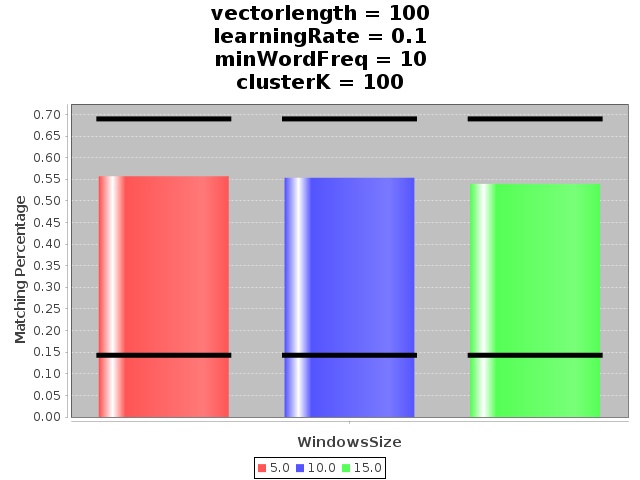 vectorlength = 100
learningRate = 0.1
minWordFreq = 10
clusterK = 100
Matching Percentage
0.70
0.65
0.60
0.55
0.50
0.45
0.40
0.35
0.30
0.25
0.20
0.15
0.10
0.05
0.00
WindowsSize
5.0 10.0 15.0